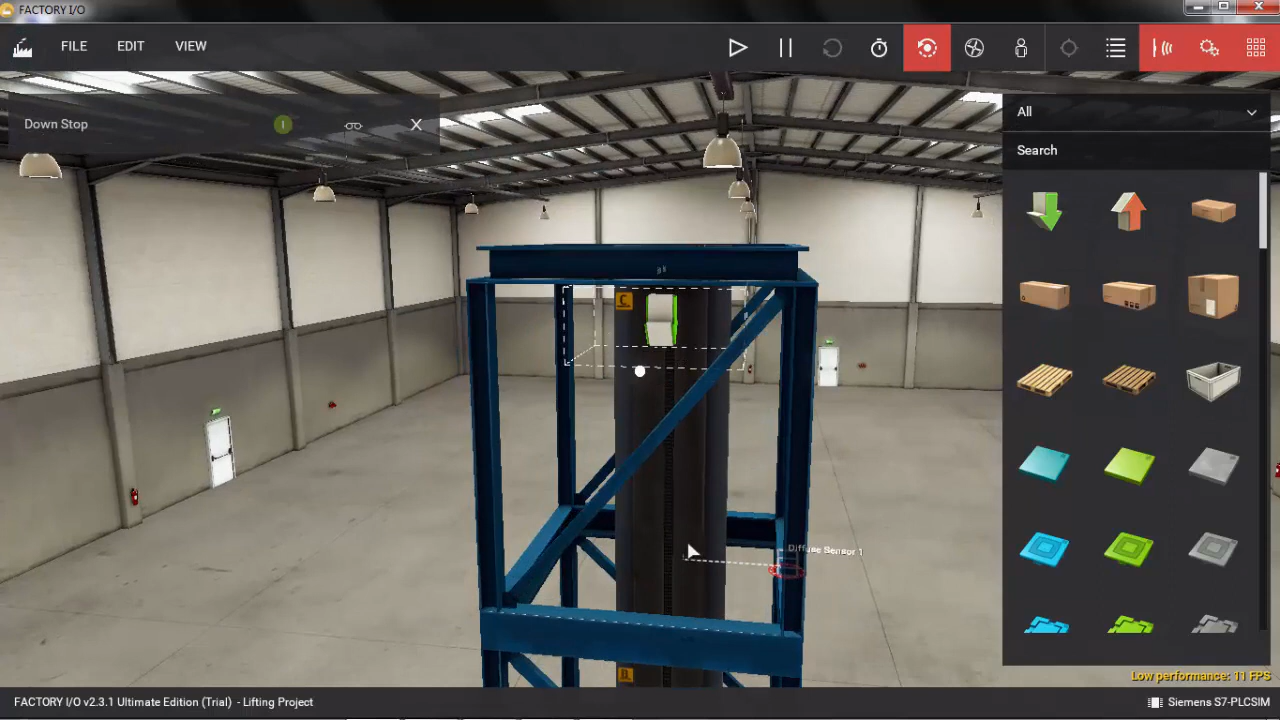 FACTORY I/O
FILE EDIT VIEW
Down Stop
All
Search
C
Diffuse Sensor 1
Low performance: 11 FPS
FACTORY I/O v2.3.1 Ultimate Edition (Trial) - Lifting Project
Siemens S7-PLCSIM